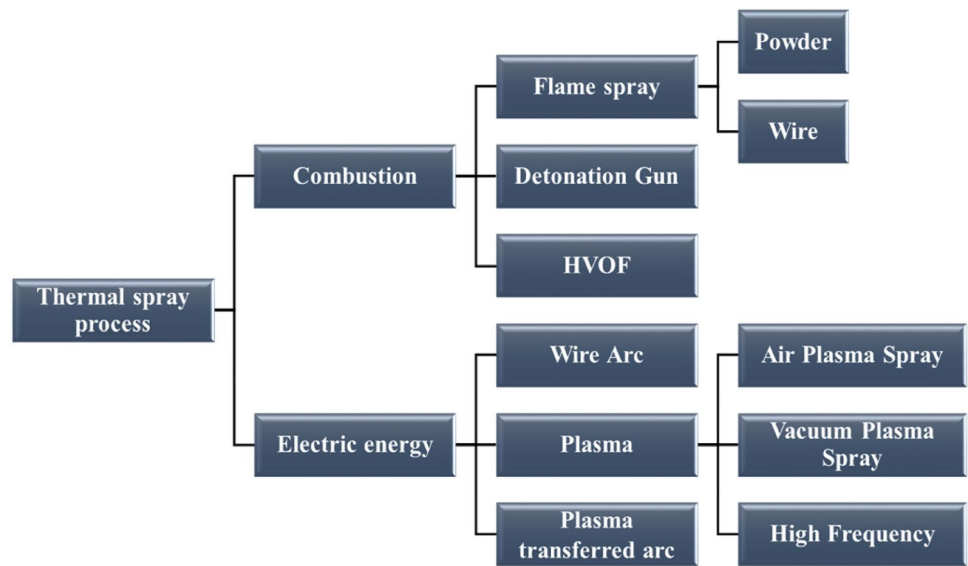 Thermal spray
process
Combustion
Flame spray
Powder
Wire
Detonation Gun
HVOF
Electric energy
Wire Arc
Plasma
Air Plasma Spray
Vacuum Plasma
Spray
High Frequency
Plasma
transferred arc